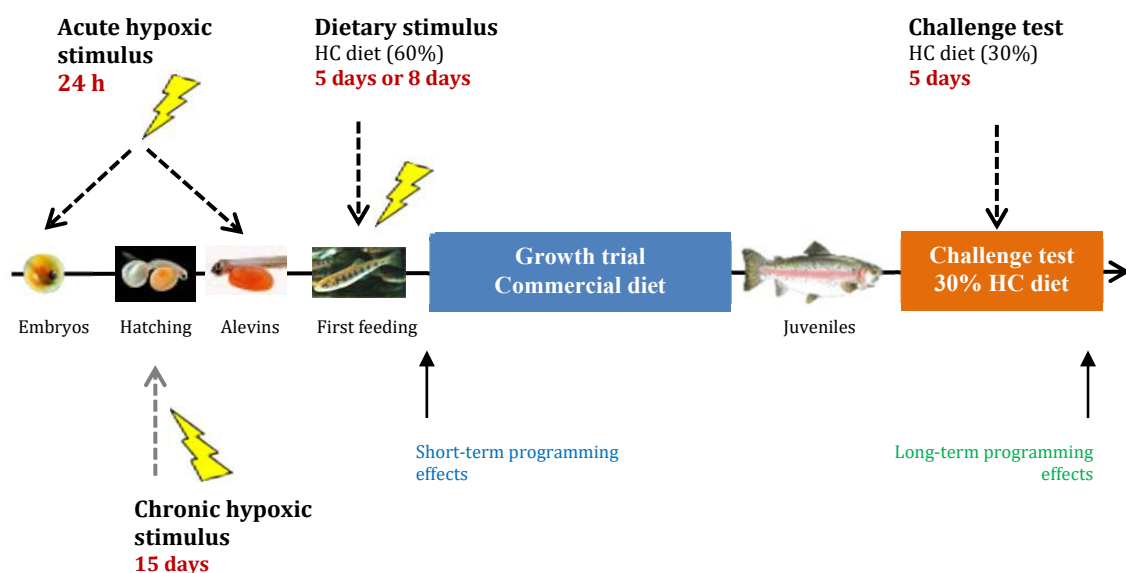 Acute hypoxic
stimulus
24 h
Dietary stimulus
HC diet (60%)
5 days or 8 days
Challenge test
HC diet (30%)
5 days
Growth trial
Commercial diet
Challenge test
30% HC diet
Embryos
Hatching
Alevins
First feeding
Juveniles
Short-term programming
effects
Long-term programming
effects
Chronic hypoxic
stimulus
15 days